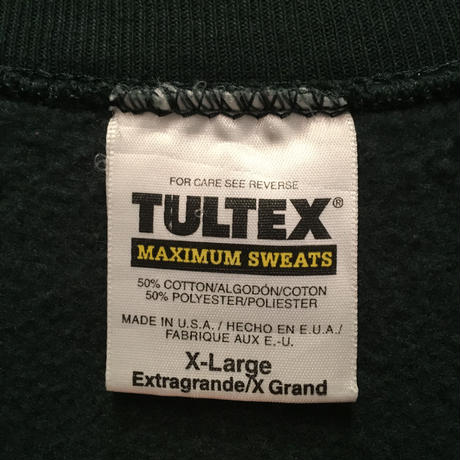 FOR CARE SEE REVERSE
TULTEX®
MAXIMUM SWEATS
50% COTTON/ALGODÓN/COTON
50% POLYESTER/POLIESTER
MADE IN U.S.A. / HECHO EN E.U.A./
FABRIQUE AUX E.-U.
X-Large
Extragrande/X Grand